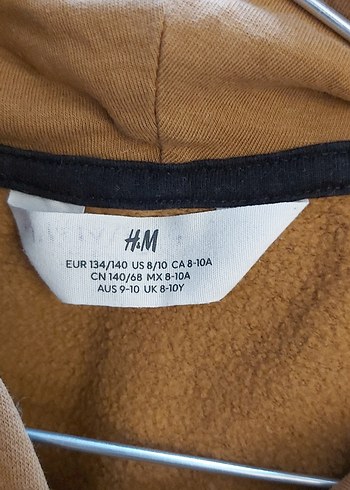 H&M
EUR 134/140 US 8/10 CA 8-10A
CN 140/68 MX 8-10A
AUS 9-10 UK 8-10Y